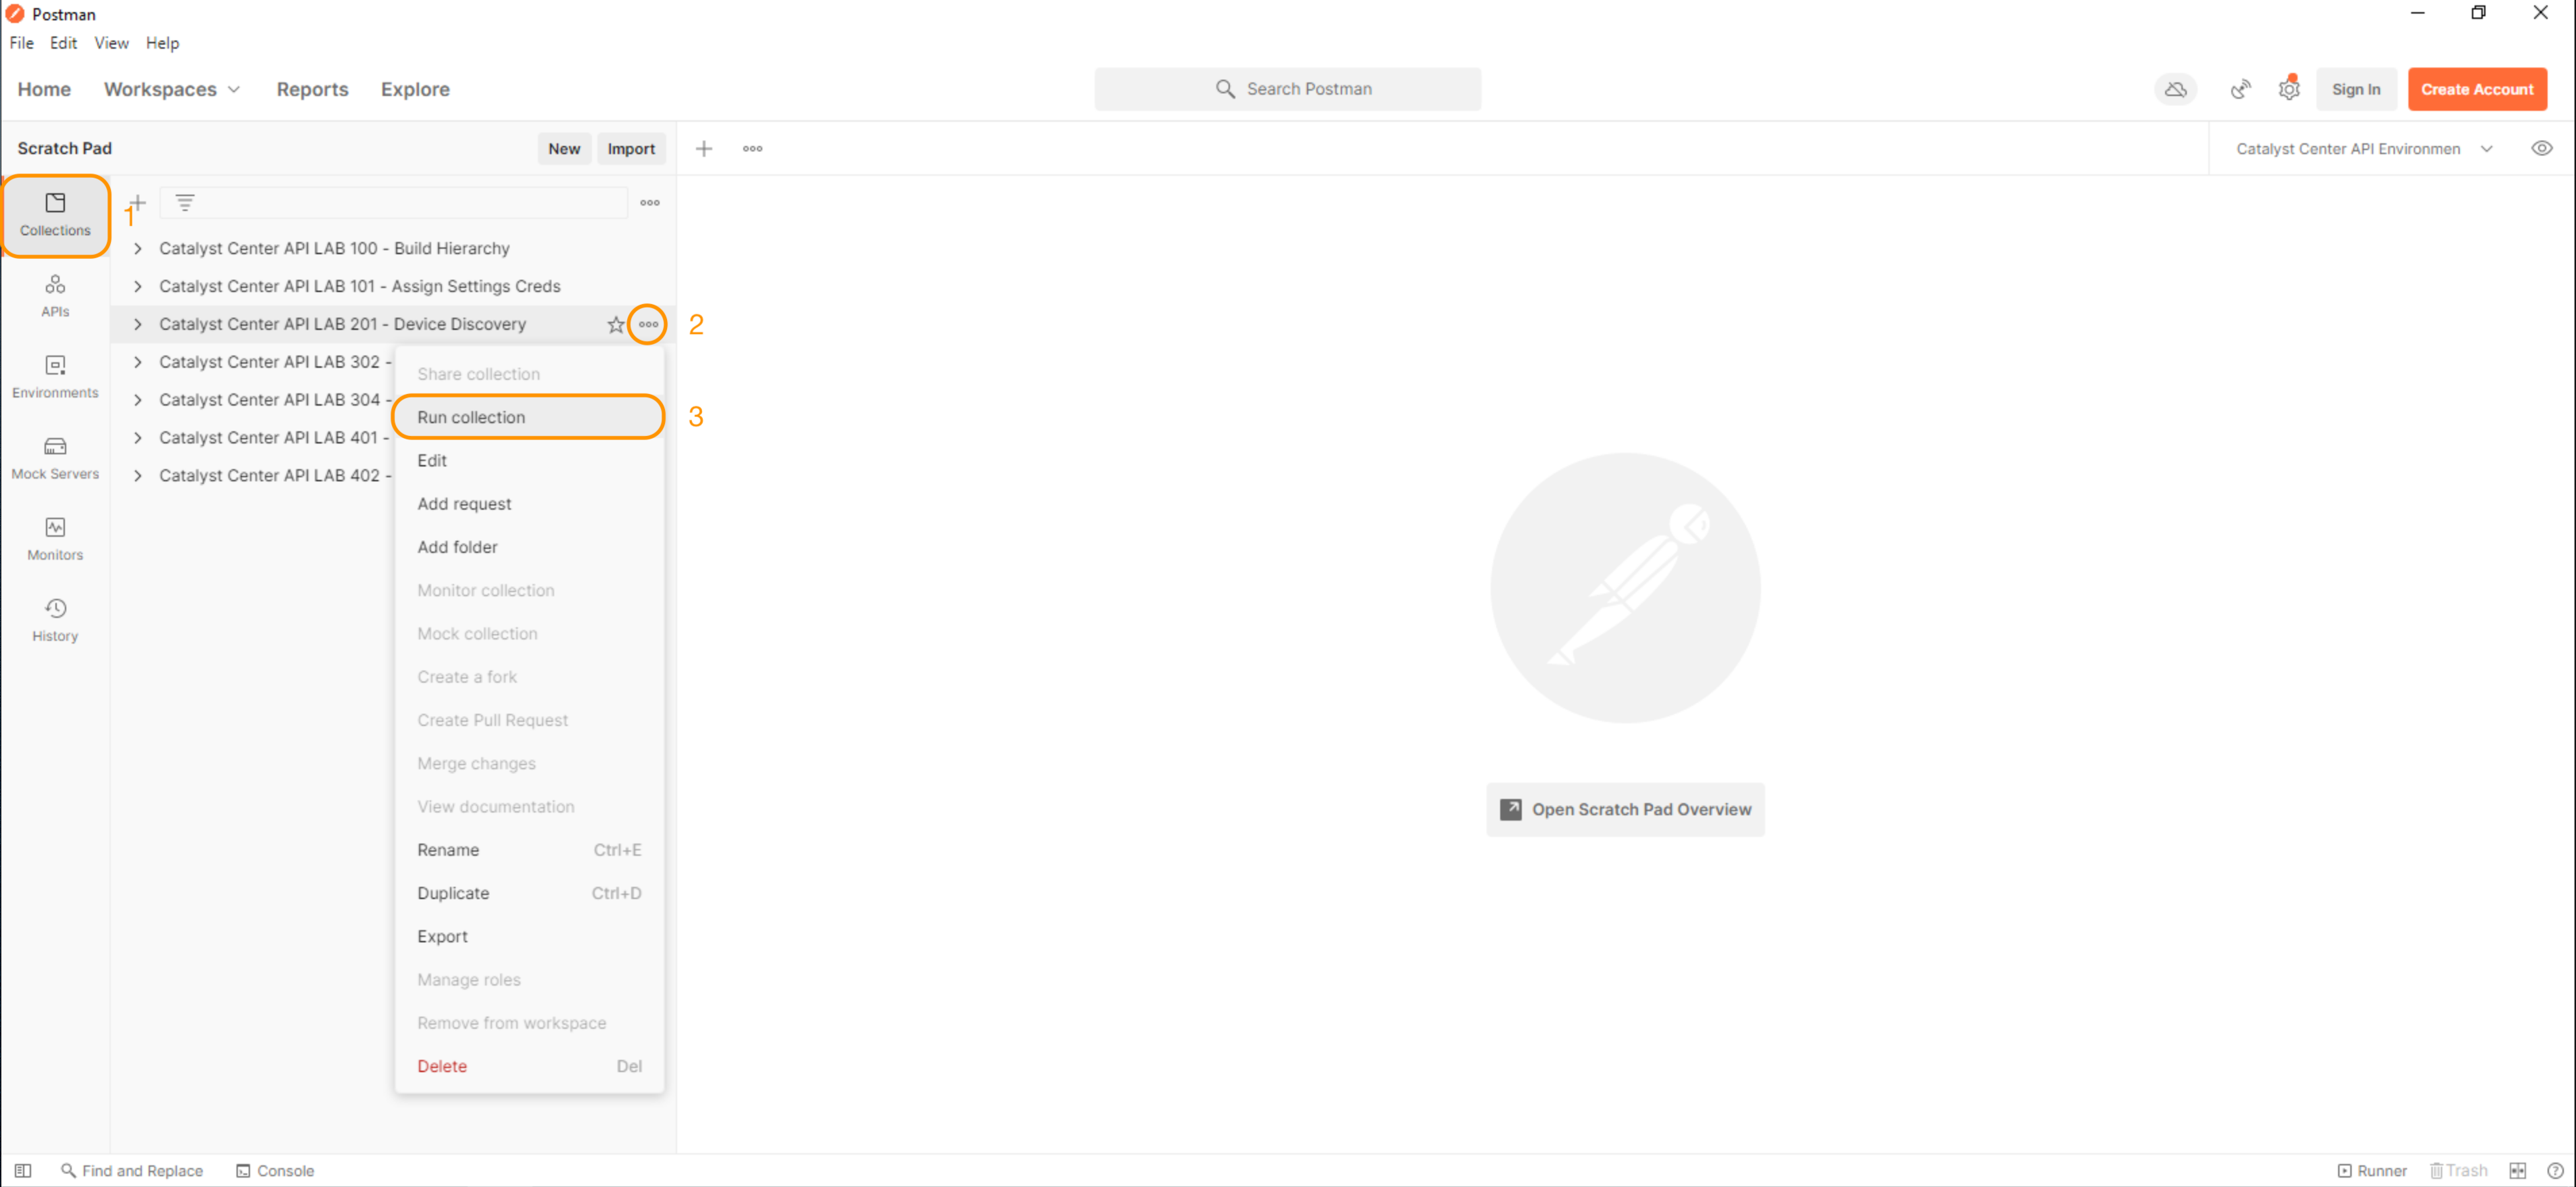 Postman
File Edit View Help
Home Workspaces Reports Explore
Search Postman
Sign In
Create Account
Scratch Pad
New
Import
Catalyst Center API Environmen
Collections
1
APIs
Environments
Mock Servers
Monitors
History
Catalyst Center API LAB 100 - Build Hierarchy
Catalyst Center API LAB 101 - Assign Settings Creds
Catalyst Center API LAB 201 - Device Discovery
2
Catalyst Center API LAB 302 -
Catalyst Center API LAB 304 -
Catalyst Center API LAB 401 -
Catalyst Center API LAB 402 -
Share collection
Run collection
3
Edit
Add request
Add folder
Monitor collection
Mock collection
Create a fork
Create Pull Request
Merge changes
View documentation
Rename Ctrl+E
Duplicate Ctrl+D
Export
Manage roles
Remove from workspace
Delete Del
Open Scratch Pad Overview
Find and Replace
Console
Runner
Trash